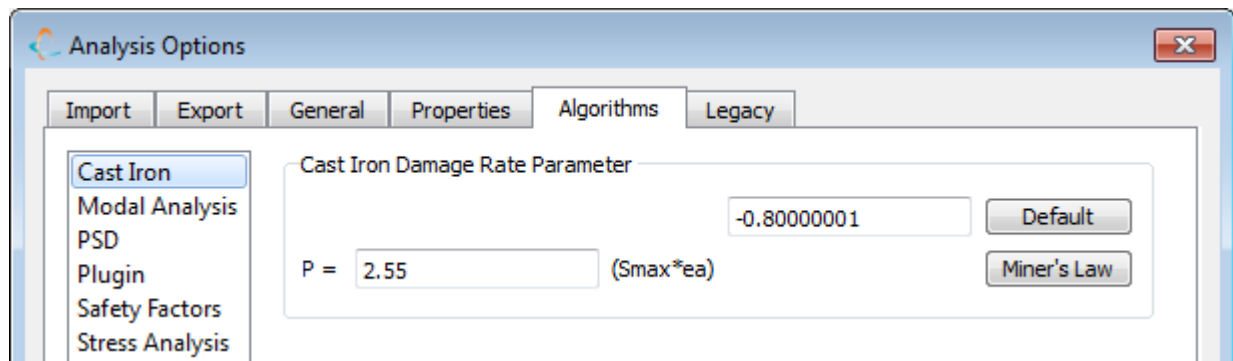 Analysis Options
Import Export General Properties Algorithms Legacy
Cast Iron
Modal Analysis
PSD
Plugin
Safety Factors
Stress Analysis
Cast Iron Damage Rate Parameter
-0.80000001 Default
P = 2.55 (Smax*ea) Miner's Law